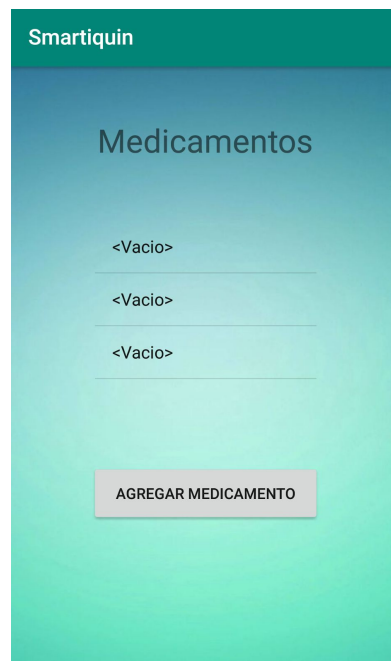 Smartiquin
Medicamentos
<Vacio>
<Vacio>
<Vacio>
AGREGAR MEDICAMENTO